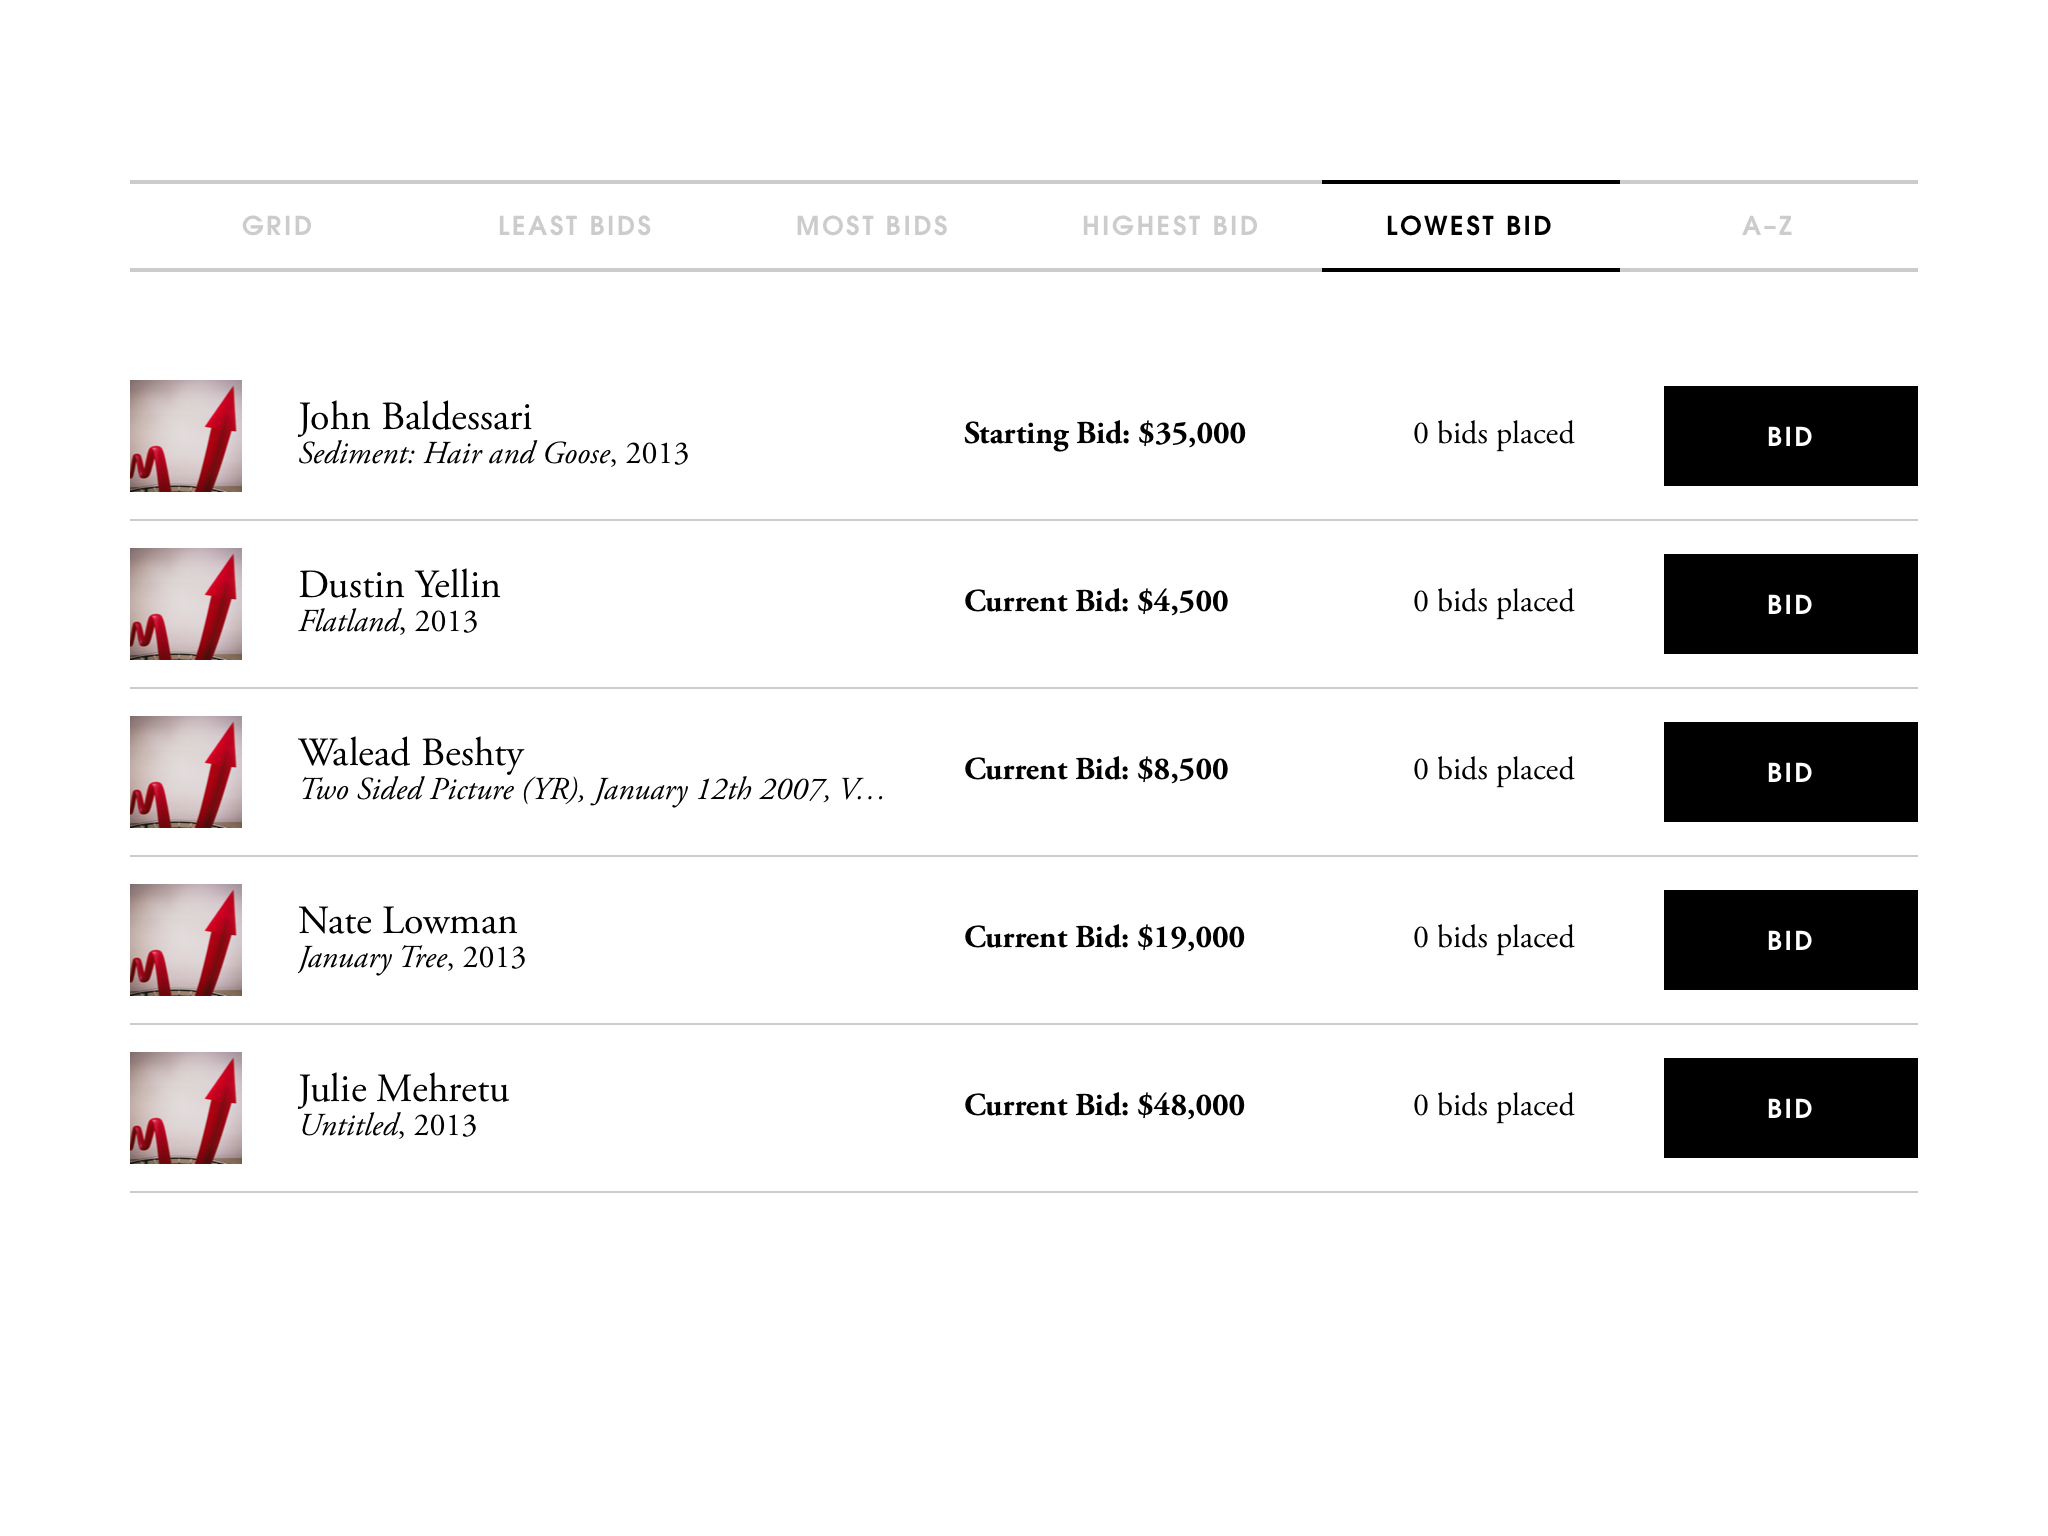 GRID LEAST BIDS MOST BIDS HIGHEST BID LOWEST BID A–Z
John Baldessari
Sediment: Hair and Goose, 2013
Starting Bid: $35,000
0 bids placed
BID
Dustin Yellin
Flatland, 2013
Current Bid: $4,500
0 bids placed
BID
Walead Beshty
Two Sided Picture (YR), January 12th 2007, V…
Current Bid: $8,500
0 bids placed
BID
Nate Lowman
January Tree, 2013
Current Bid: $19,000
0 bids placed
BID
Julie Mehretu
Untitled, 2013
Current Bid: $48,000
0 bids placed
BID